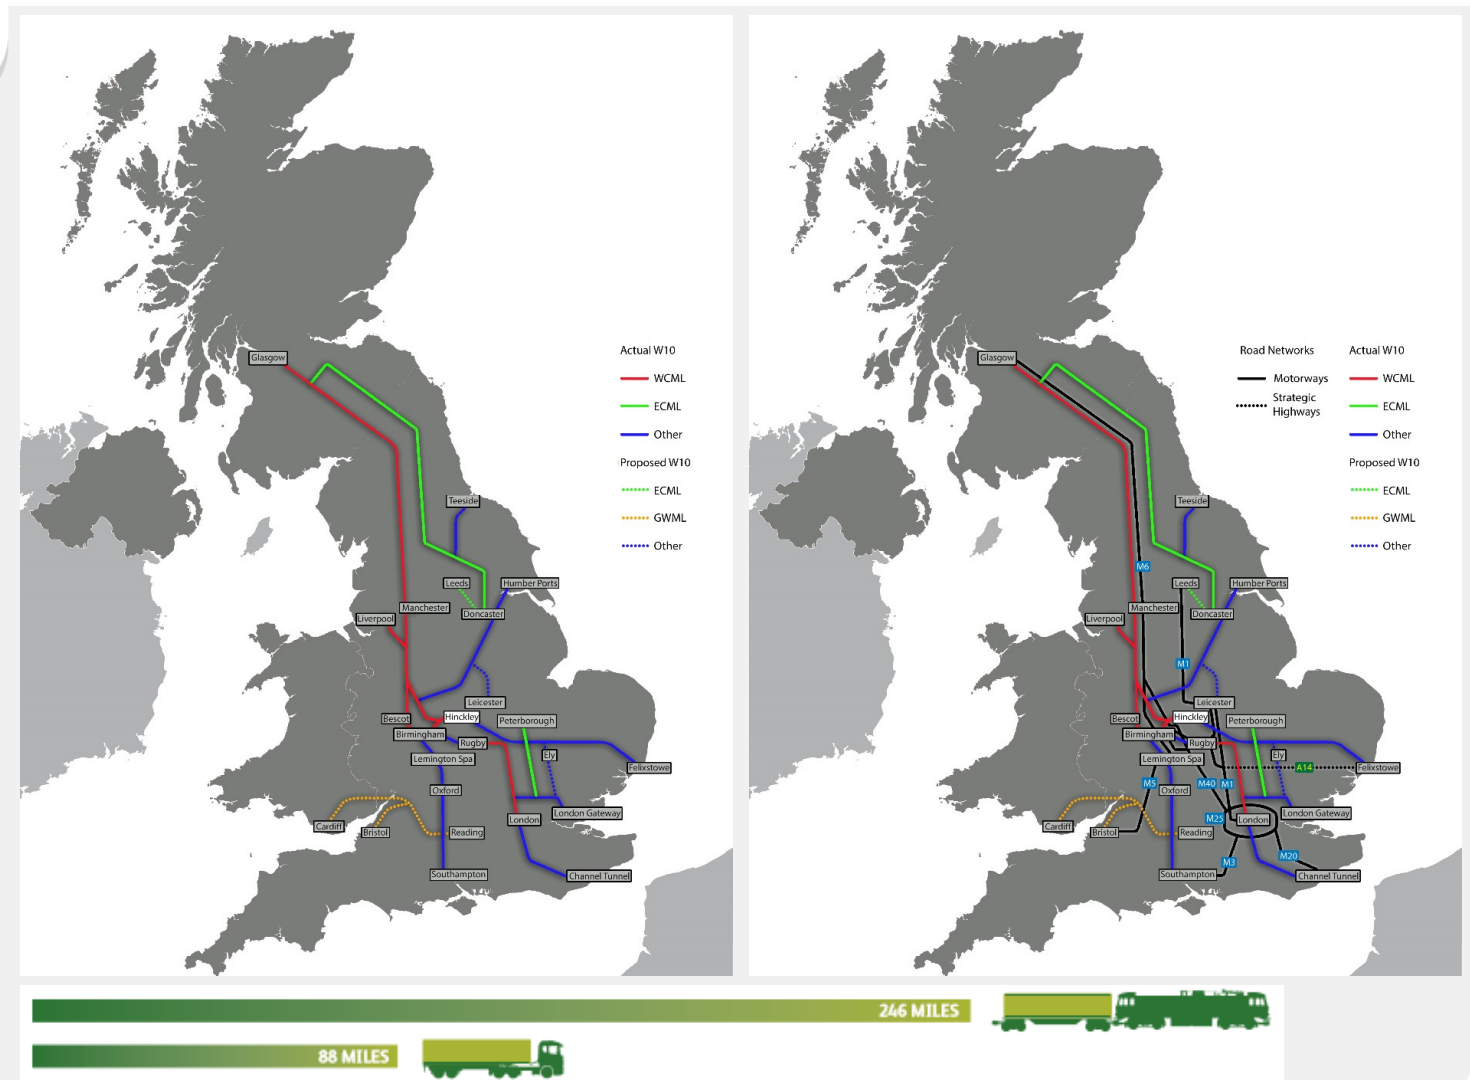 Glasgow
Teeside
Leeds
Humber Ports
Manchester
Doncaster
Liverpool
Leicester
Bescot
Hinckley
Peterborough
Birmingham
Rugby
Lemington Spa
Ely
Felixstowe
Oxford
London Gateway
Cardiff
Bristol
Reading
London
Southampton
Channel Tunnel
Actual W10
WCML
ECML
Other
Proposed W10
ECML
GWML
Other
Glasgow
Teeside
M6
Leeds
Humber Ports
Manchester
Doncaster
Liverpool
M1
Leicester
Bescot
Hinckley
Peterborough
Birmingham
Rugby
Lemington Spa
Ely
A14
Felixstowe
M5
Oxford
M40
M1
London Gateway
M25
London
Cardiff
Bristol
Reading
M3
M20
Southampton
Channel Tunnel
Road Networks
Motorways
Strategic
Highways
Actual W10
WCML
ECML
Other
Proposed W10
ECML
GWML
Other
246 MILES
88 MILES